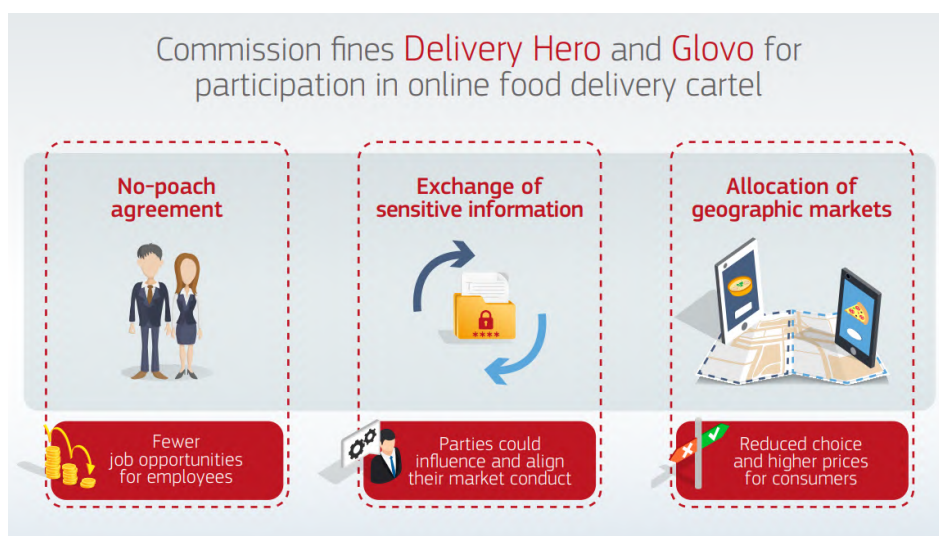 Commission fines Delivery Hero and Glovo for
participation in online food delivery cartel
No-poach
agreement
Fewer
job opportunities
for employees
Exchange of
sensitive information
****
Parties could
influence and align
their market conduct
Allocation of
geographic markets
Reduced choice
and higher prices
for consumers